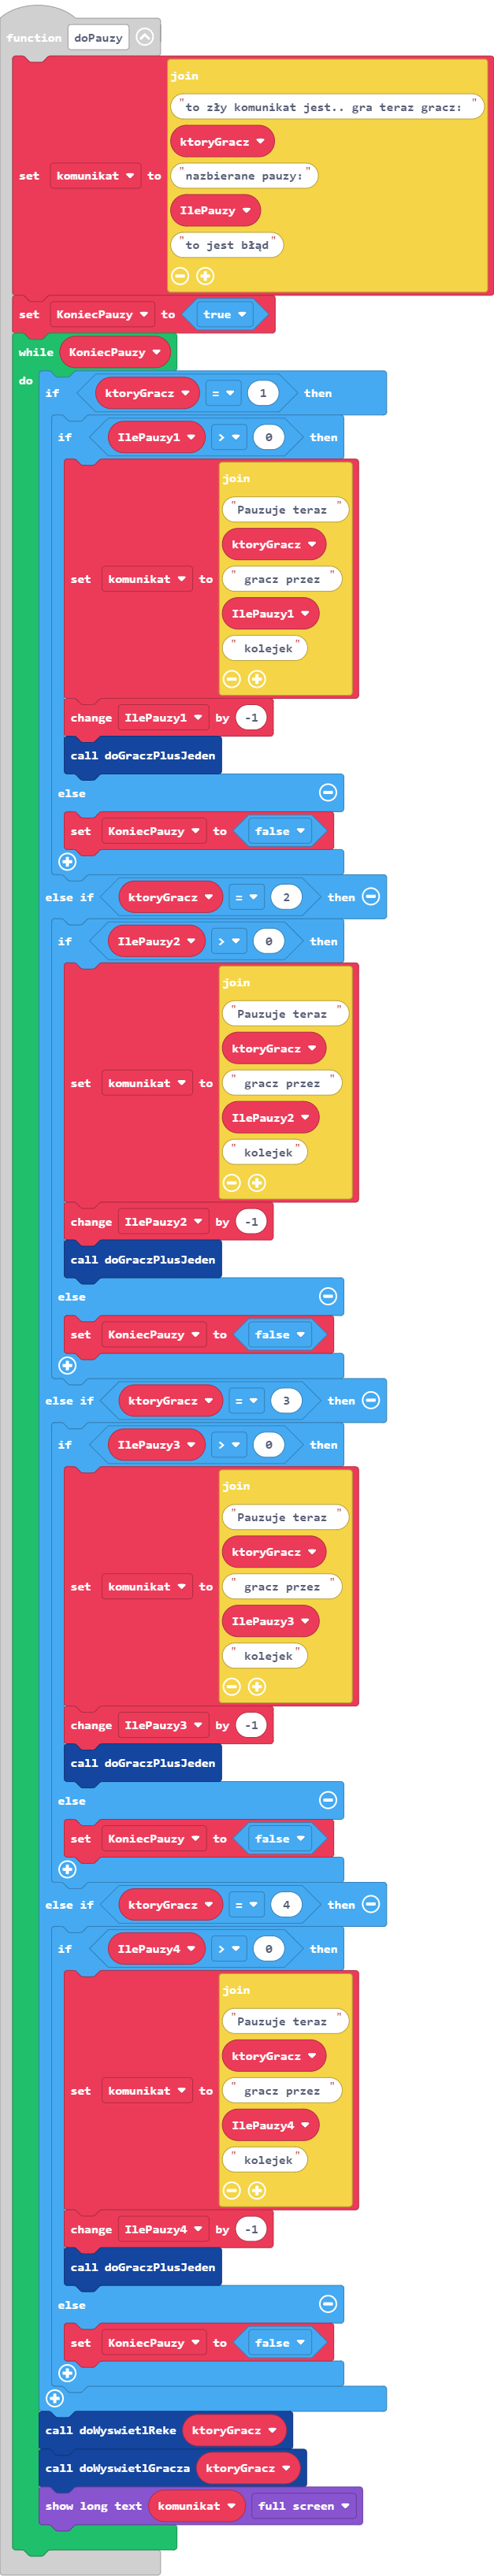 function doPauzy
join
"to zły komunikat jest.. gra teraz gracz: "
ktoryGracz
set komunikat to "nazbierane pauzy:"
IlePauzy
"to jest błąd"
set KoniecPauzy to true
while KoniecPauzy
do if ktoryGracz = 1 then
if IlePauzy1 > 0 then
join
"Pauzuje teraz "
ktoryGracz
set komunikat to " gracz przez "
IlePauzy1
" kolejek"
change IlePauzy1 by -1
call doGraczPlusJeden
else
set KoniecPauzy to false
else if ktoryGracz = 2 then
if IlePauzy2 > 0 then
join
"Pauzuje teraz "
ktoryGracz
set komunikat to " gracz przez "
IlePauzy2
" kolejek"
change IlePauzy2 by -1
call doGraczPlusJeden
else
set KoniecPauzy to false
else if ktoryGracz = 3 then
if IlePauzy3 > 0 then
join
"Pauzuje teraz "
ktoryGracz
set komunikat to " gracz przez "
IlePauzy3
" kolejek"
change IlePauzy3 by -1
call doGraczPlusJeden
else
set KoniecPauzy to false
else if ktoryGracz = 4 then
if IlePauzy4 > 0 then
join
"Pauzuje teraz "
ktoryGracz
set komunikat to " gracz przez "
IlePauzy4
" kolejek"
change IlePauzy4 by -1
call doGraczPlusJeden
else
set KoniecPauzy to false
call doWyswietlReke ktoryGracz
call doWyswietlGracza ktoryGracz
show long text komunikat full screen